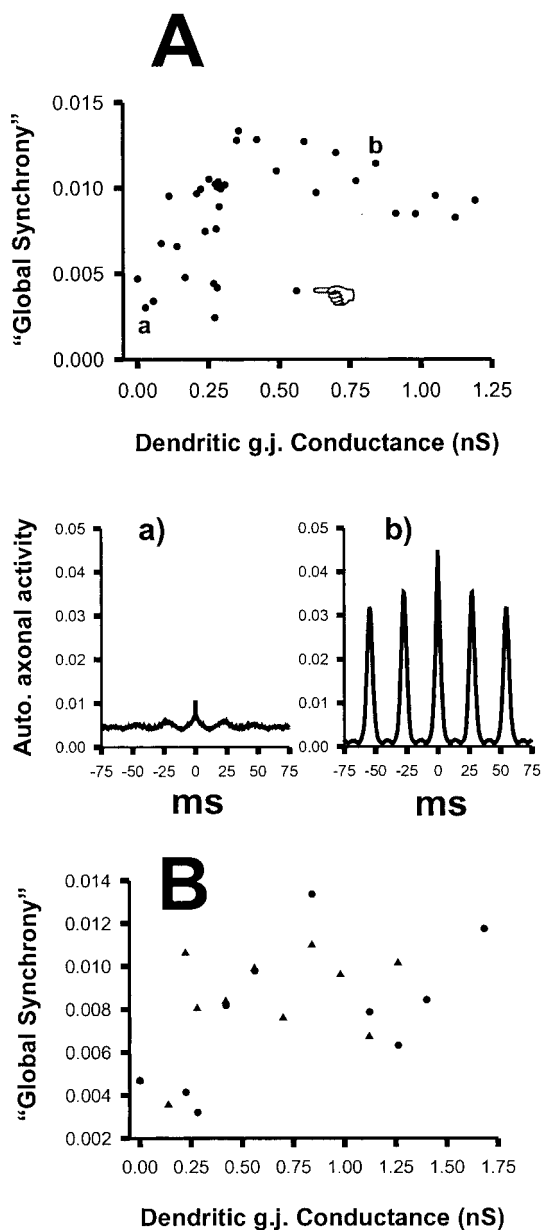 A
0.015
0.010
0.005
0.000
“Global Synchrony”
a
b
0.00 0.25 0.50 0.75 1.00 1.25
Dendritic g.j. Conductance (nS)
a)
0.05
0.04
0.03
0.02
0.01
0.00
Auto. axonal activity
-75 -50 -25 0 25 50 75
ms
b)
0.05
0.04
0.03
0.02
0.01
0.00
-75 -50 -25 0 25 50 75
ms
B
0.014
0.012
0.010
0.008
0.006
0.004
0.002
“Global Synchrony”
0.00 0.25 0.50 0.75 1.00 1.25 1.50 1.75
Dendritic g.j. Conductance (nS)